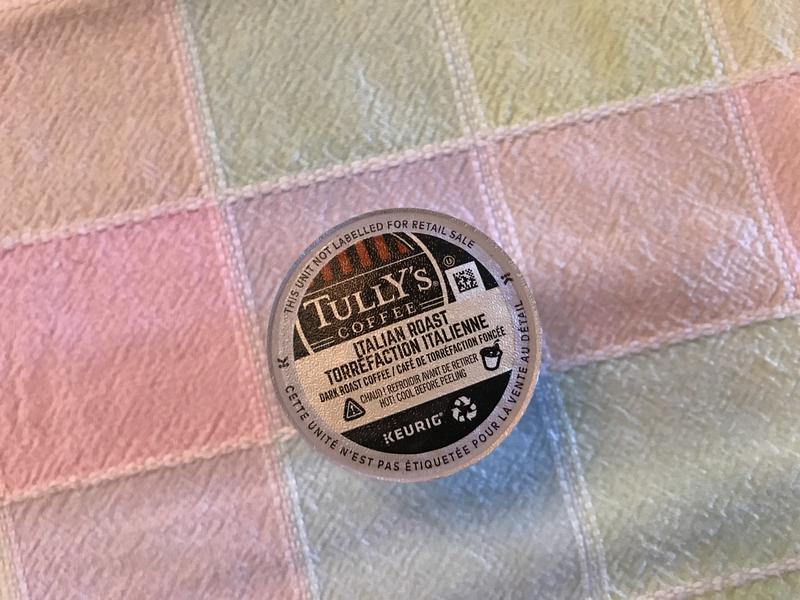 THIS UNIT NOT LABELLED FOR RETAIL SALE
TULLY'S®
COFFEE
ITALIAN ROAST
TORRÉFACTION ITALIENNE
DARK ROAST COFFEE / CAFÉ DE TORRÉFACTION FONCÉE
CHAUD! REFROIDIR AVANT DE RETIRER
HOT! COOL BEFORE PEELING
KEURIG®
CETTE UNITÉ N'EST PAS ÉTIQUETÉE POUR LA VENTE AU DÉTAIL